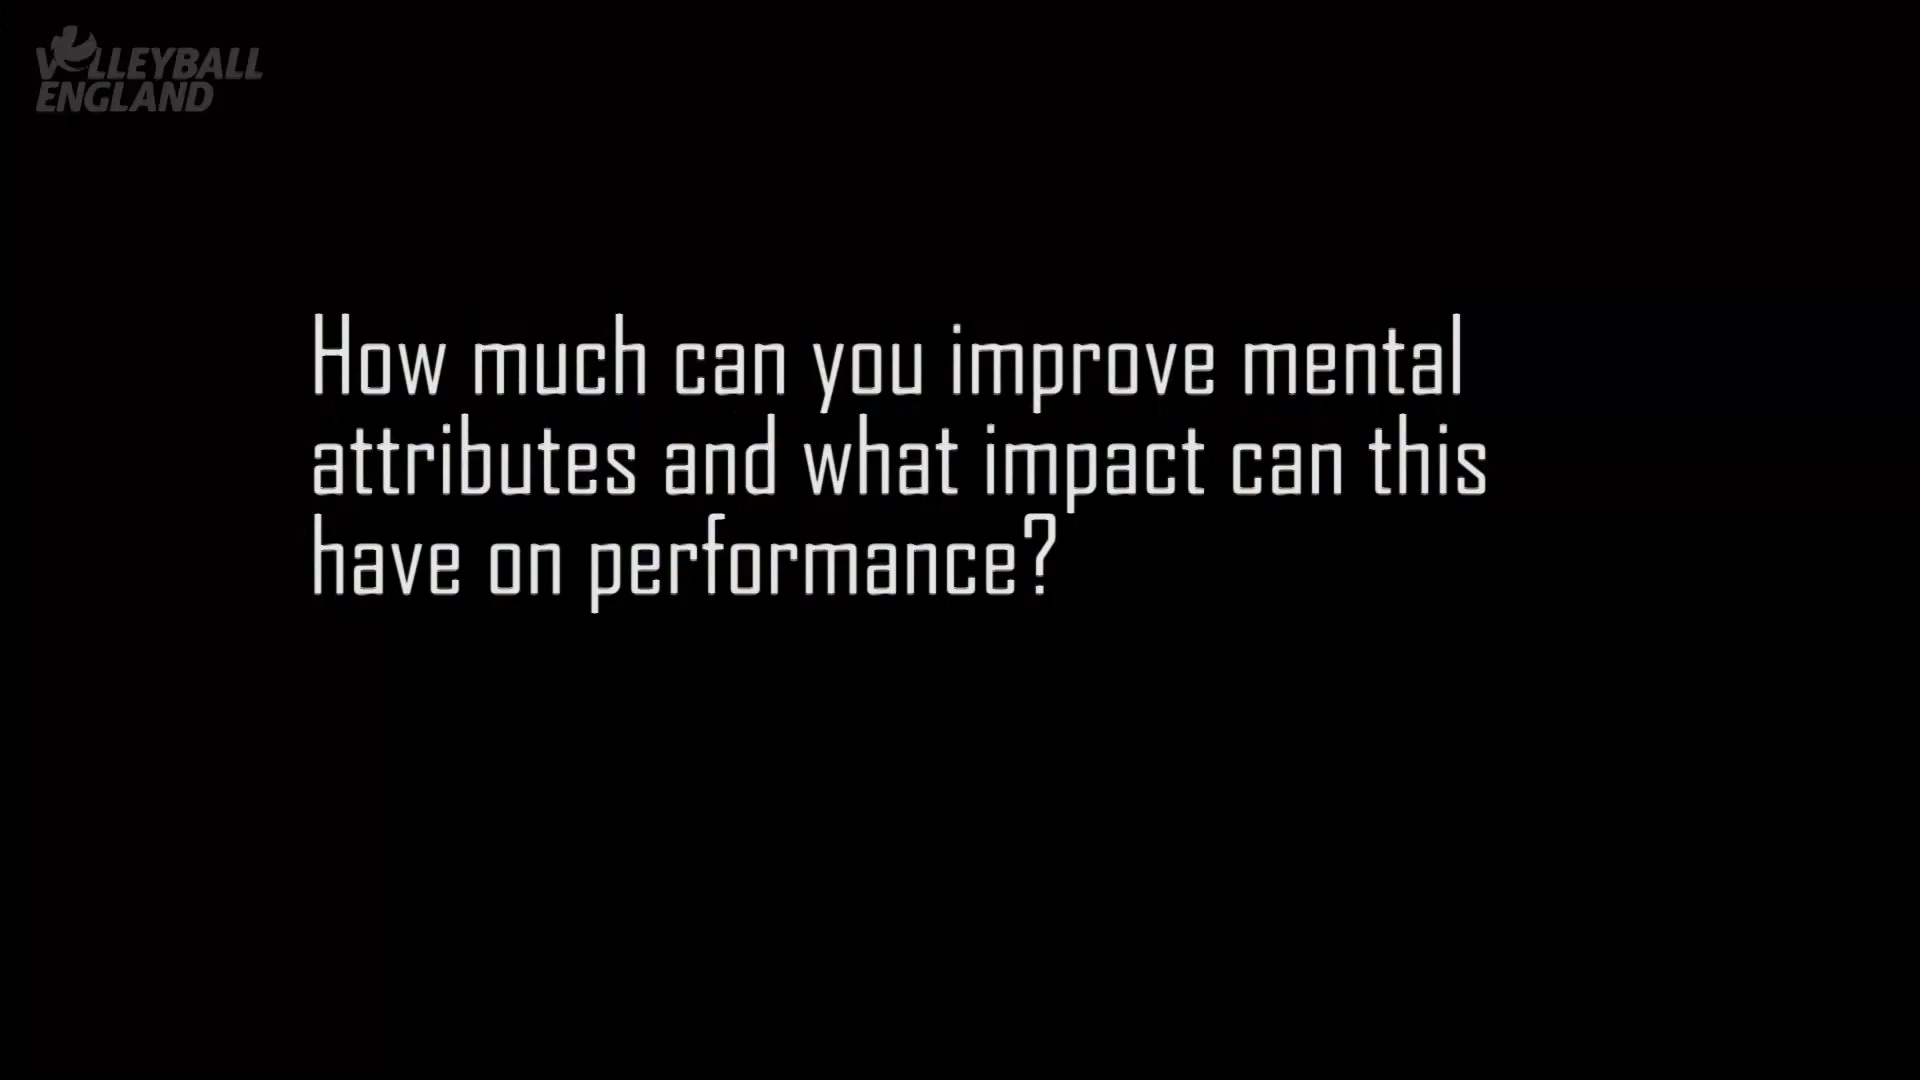 VOLLEYBALL
ENGLAND
How much can you improve mental
attributes and what impact can this
have on performance?